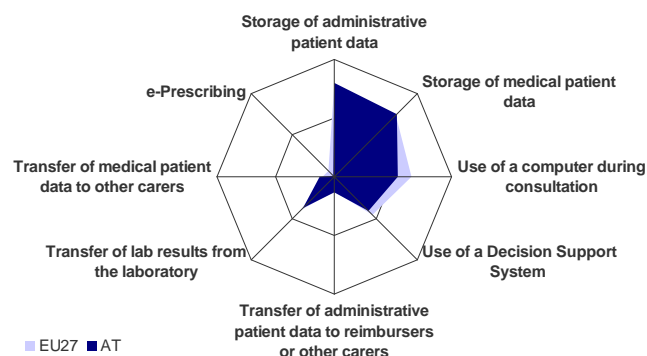 Storage of administrative
patient data
e-Prescribing
Storage of medical patient
data
Transfer of medical patient
data to other carers
Use of a computer during
consultation
Transfer of lab results from
the laboratory
Use of a Decision Support
System
Transfer of administrative
patient data to reimbursers
or other carers
EU27 AT